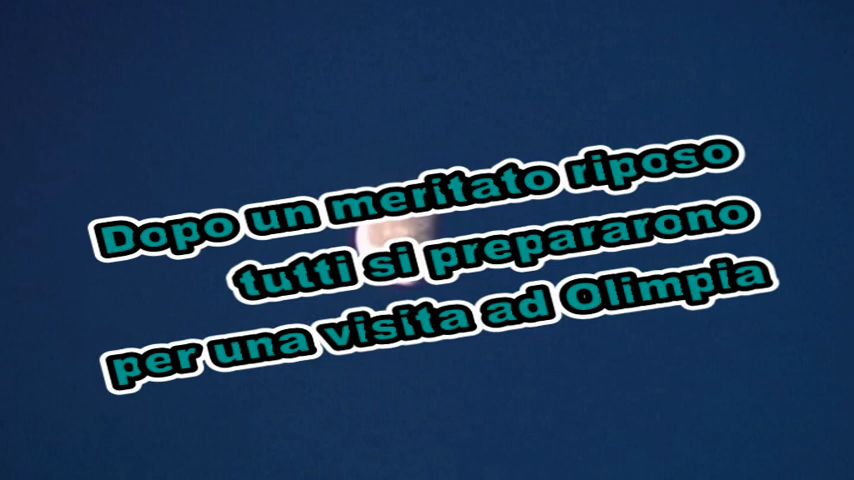 Dopo un meritato riposo
tutti si prepararono
per una visita ad Olimpia